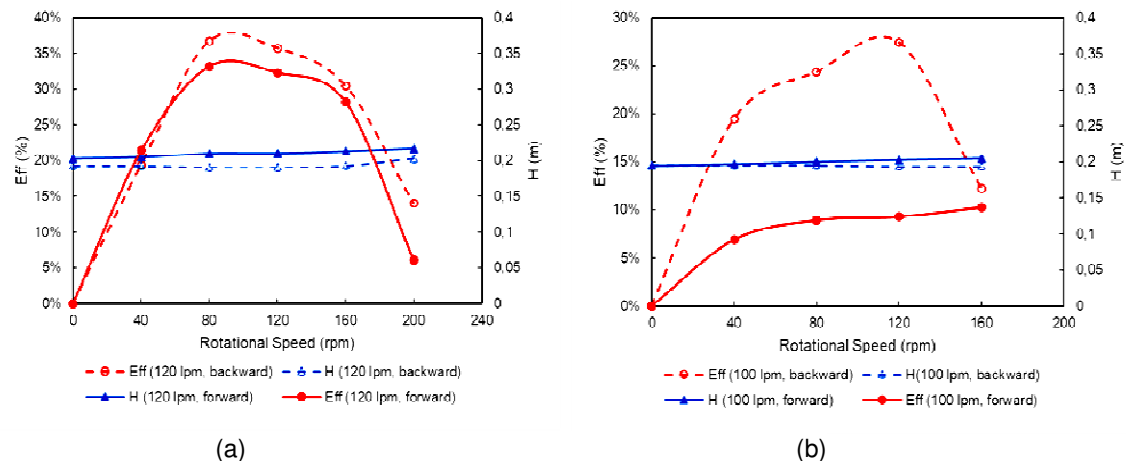 40%
35%
30%
25%
20%
15%
10%
5%
0%
Eff (%)
0,4
0,35
0,3
0,25
0,2
0,15
0,1
0,05
0
H (m)
0 40 80 120 160 200 240
Rotational Speed (rpm)
Eff (120 lpm, backward) H (120 lpm, backward)
H (120 lpm, forward) Eff (120 lpm, forward)
(a)
30%
25%
20%
15%
10%
5%
0%
Eff (%)
0,4
0,35
0,3
0,25
0,2
0,15
0,1
0,05
0
H (m)
0 40 80 120 160 200
Rotational Speed (rpm)
Eff (100 lpm, backward) H(100 lpm, backward)
H (100 lpm, forward) Eff (100 lpm, forward)
(b)